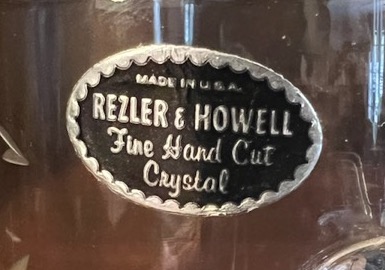 MADE IN U.S.A.
REZLER & HOWELL
Fine Hand Cut
Crystal